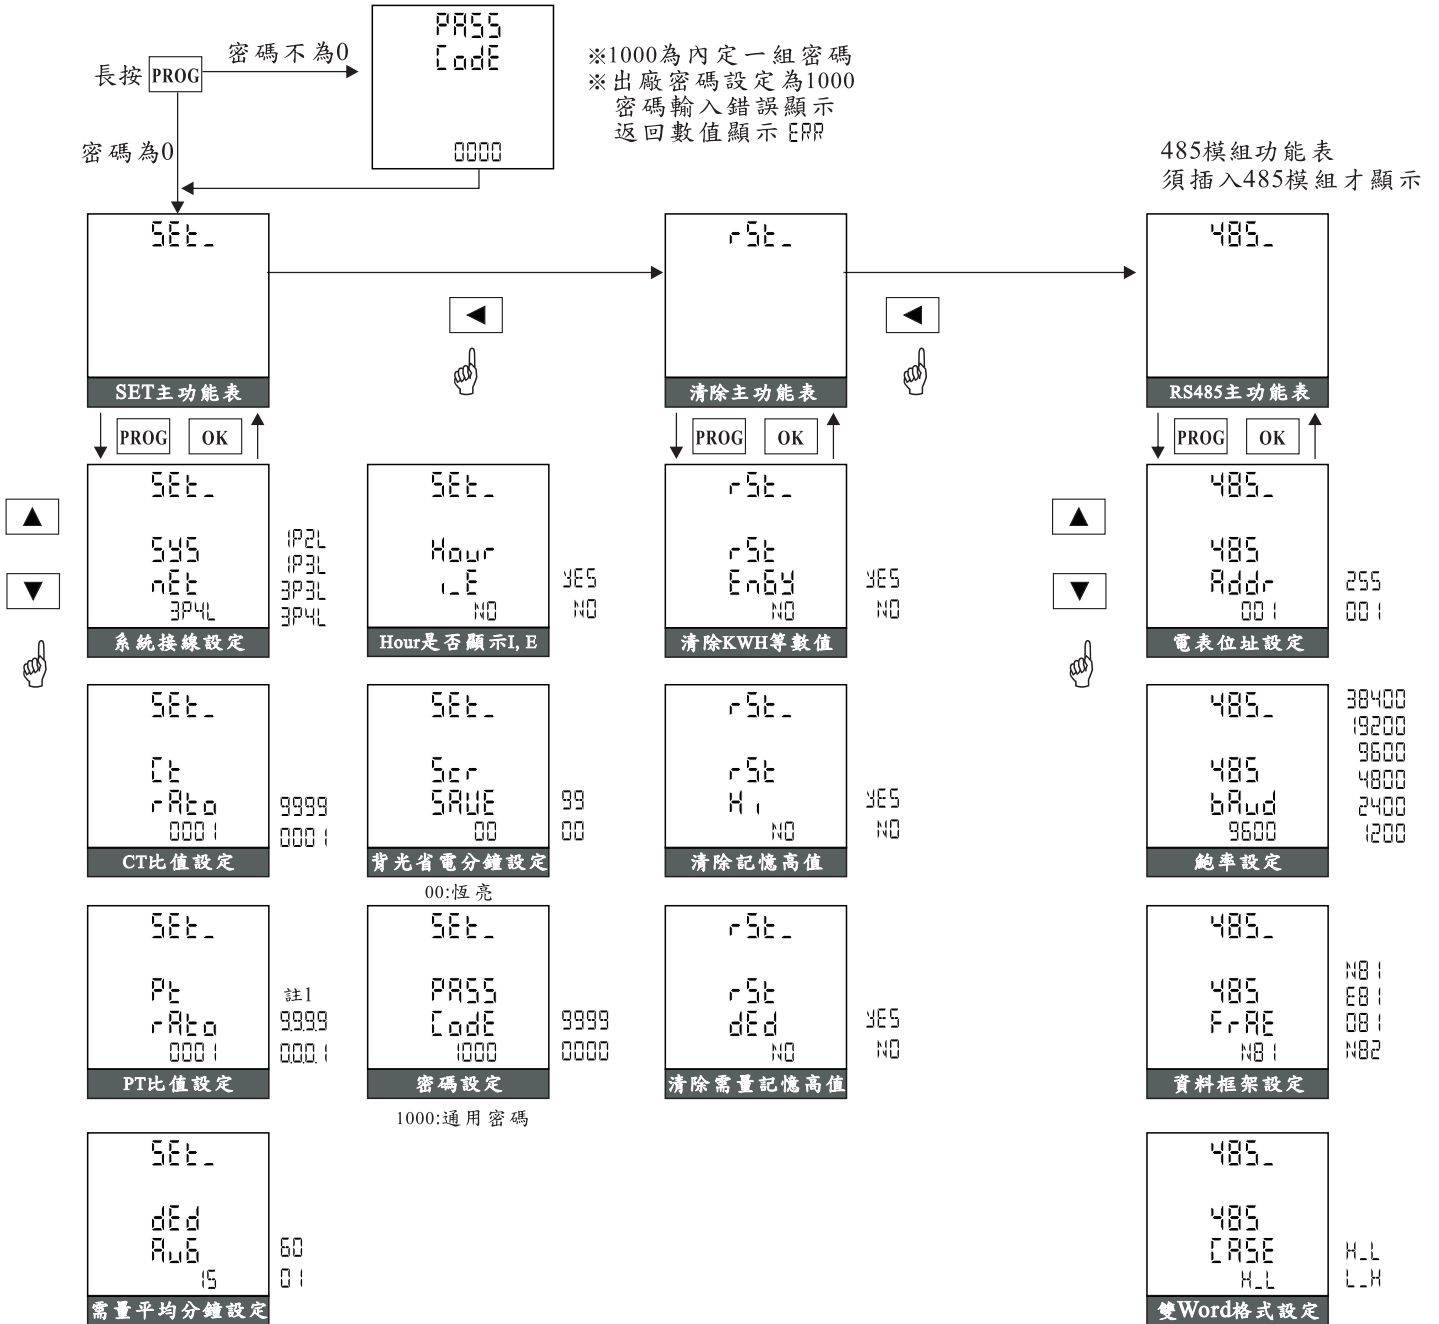 PASS
CodE
0000
長按 PROG
密碼不為0
密碼為0
※1000為內定一組密碼
※出廠密碼設定為1000
密碼輸入錯誤顯示
返回數值顯示 ERR
485模組功能表
須插入485模組才顯示
SEt_
SET主功能表
rSt_
清除主功能表
485_
RS485主功能表
PROG OK
PROG OK
PROG OK
SEt_
SYS
nEt
3P4L
系統接線設定
1P2L
1P3L
3P3L
3P4L
SEt_
Hour
i_E
NO
Hour是否顯示I, E
YES
NO
rSt_
rSt
EnGY
NO
清除KWH等數值
YES
NO
485_
485
Addr
001
電表位址設定
255
001
SEt_
Ct
rAto
0001
CT比值設定
9999
0001
SEt_
Scr
SAVE
00
背光省電分鐘設定
00:恆亮
99
00
rSt_
rSt
Hi
NO
清除記憶高值
YES
NO
485_
485
bAud
9600
鮑率設定
38400
19200
9600
4800
2400
1200
SEt_
Pt
rAto
0001
PT比值設定
註1
9.9.9.9
0.0.0.1
SEt_
PASS
CodE
1000
密碼設定
1000:通用密碼
9999
0000
rSt_
rSt
dEd
NO
清除需量記憶高值
YES
NO
485_
485
FrAE
N81
資料框架設定
N81
E81
O81
N82
SEt_
dEd
AvG
15
需量平均分鐘設定
60
01
485_
485
CASE
H_L
雙Word格式設定
H_L
L_H